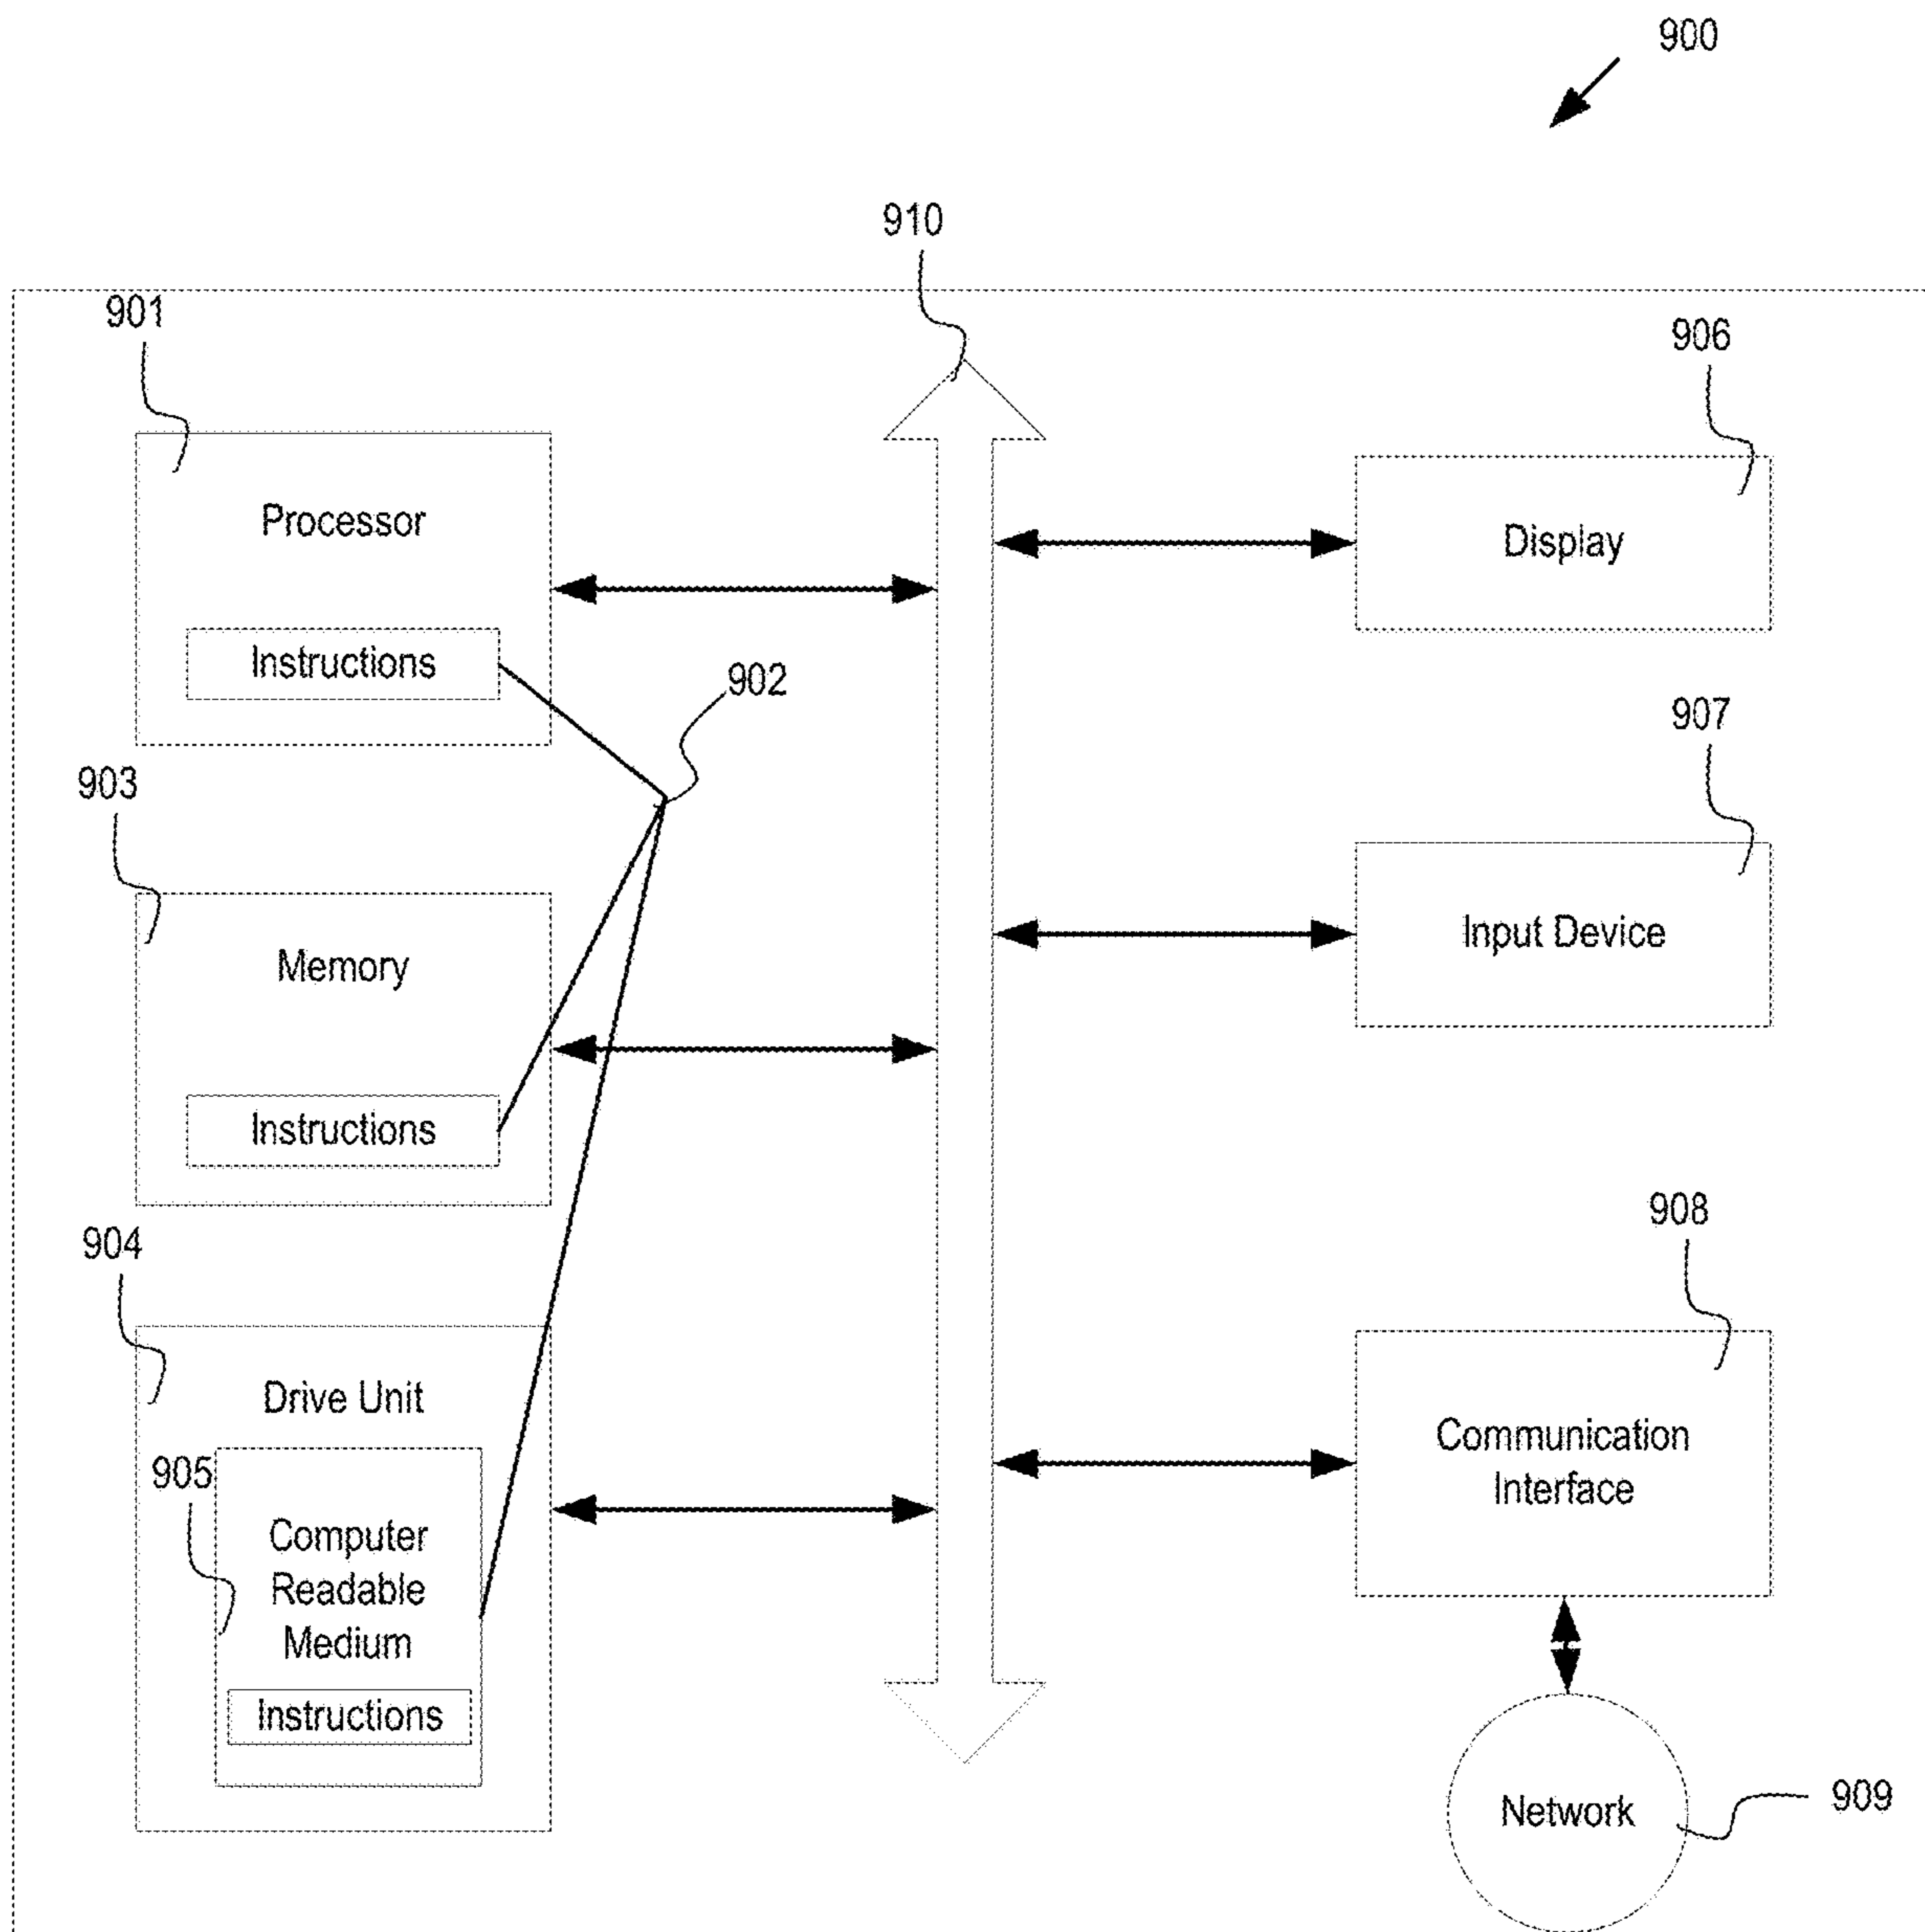 900
910
901
906
Processor
Display
Instructions
902
907
903
Input Device
Memory
Instructions
908
904
Drive Unit
Communication
Interface
905
Computer
Readable
Medium
Instructions
Network
909